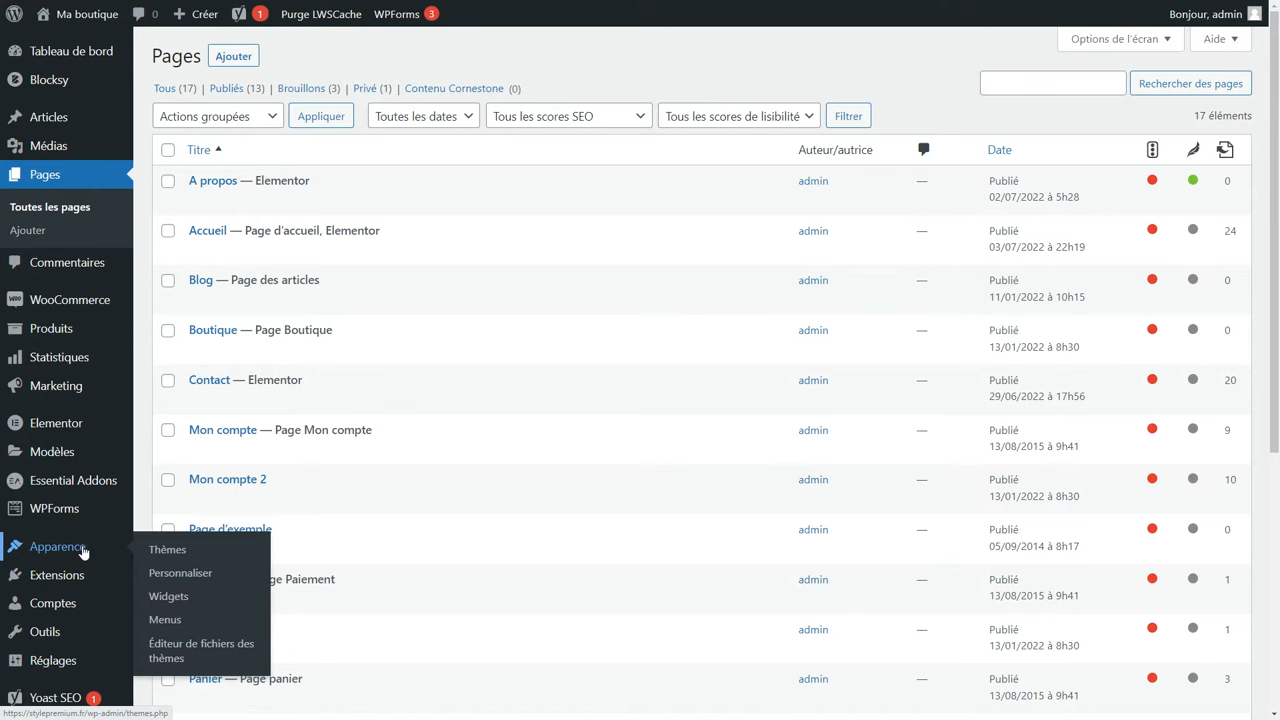 Ma boutique
0
Créer
1
Purge LWSCache
WPForms
3
Bonjour, admin
Tableau de bord
Blocksy
Articles
Médias
Pages
Toutes les pages
Ajouter
Commentaires
WooCommerce
Produits
Statistiques
Marketing
Elementor
Modèles
Essential Addons
WPForms
Apparence
Extensions
Comptes
Outils
Réglages
Yoast SEO 1
Thèmes
Personnaliser
Widgets
Menus
Éditeur de fichiers des
thèmes
https://stylepremium.fr/wp-admin/themes.php
Options de l'écran
Aide
Pages
Ajouter
Tous (17) | Publiés (13) | Brouillons (3) | Privé (1) | Contenu Cornestone (0)
Rechercher des pages
Actions groupées
Appliquer
Toutes les dates
Tous les scores SEO
Tous les scores de lisibilité
Filtrer
17 éléments
Titre
Auteur/autrice
Date
A propos — Elementor
admin
—
Publié
02/07/2022 à 5h28
0
Accueil — Page d'accueil, Elementor
admin
—
Publié
03/07/2022 à 22h19
24
Blog — Page des articles
admin
—
Publié
11/01/2022 à 10h15
0
Boutique — Page Boutique
admin
—
Publié
13/01/2022 à 8h30
0
Contact — Elementor
admin
—
Publié
29/06/2022 à 17h56
20
Mon compte — Page Mon compte
admin
—
Publié
13/08/2015 à 9h41
9
Mon compte 2
admin
—
Publié
13/01/2022 à 8h30
10
Page d'exemple
admin
—
Publié
05/09/2014 à 8h17
0
ge Paiement
admin
—
Publié
13/08/2015 à 9h41
1
admin
—
Publié
13/01/2022 à 8h30
1
Panier — Page panier
admin
—
Publié
13/08/2015 à 9h41
3